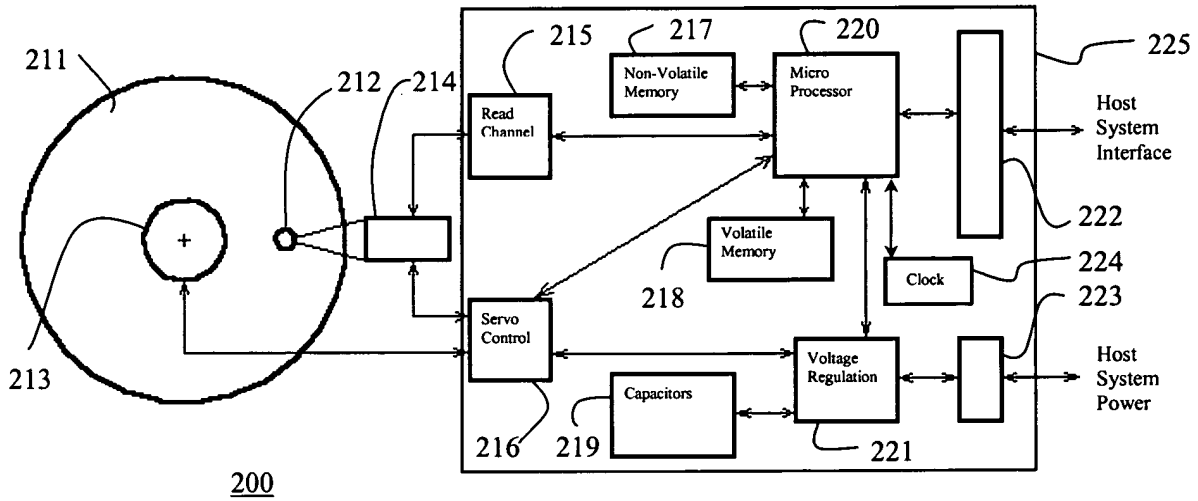 211
212
214
215
217
220
225
Non-Volatile
Memory
Micro
Processor
Read
Channel
Host
System
Interface
213
Volatile
Memory
218
222
Clock
224
Servo
Control
223
Voltage
Regulation
Host
System
Power
Capacitors
216
219
221
200